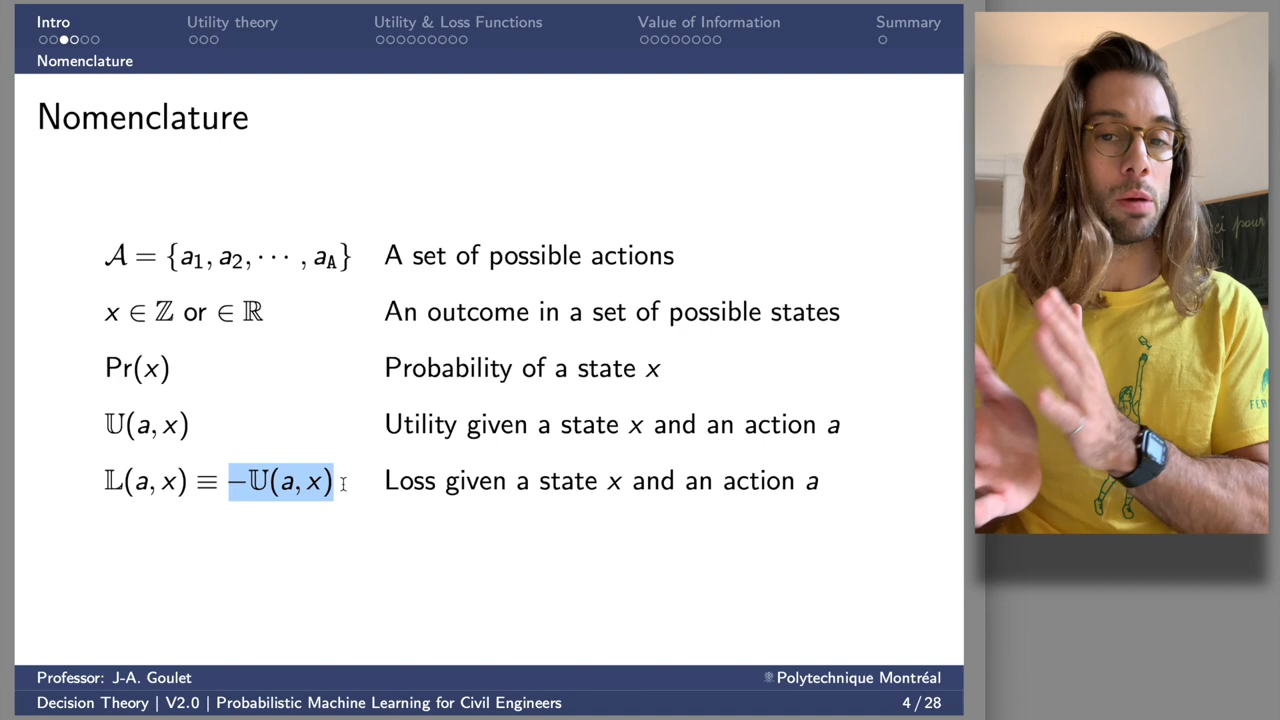 Intro Utility theory Utility & Loss Functions Value of Information Summary
Nomenclature
Nomenclature
𝒜 = {a₁, a₂, ⋯ , a_A} A set of possible actions
x ∈ ℤ or ∈ ℝ An outcome in a set of possible states
Pr(x) Probability of a state x
𝕌(a, x) Utility given a state x and an action a
𝕃(a, x) ≡ −𝕌(a, x) Loss given a state x and an action a
Professor: J-A. Goulet Polytechnique Montréal
Decision Theory | V2.0 | Probabilistic Machine Learning for Civil Engineers 4 / 28